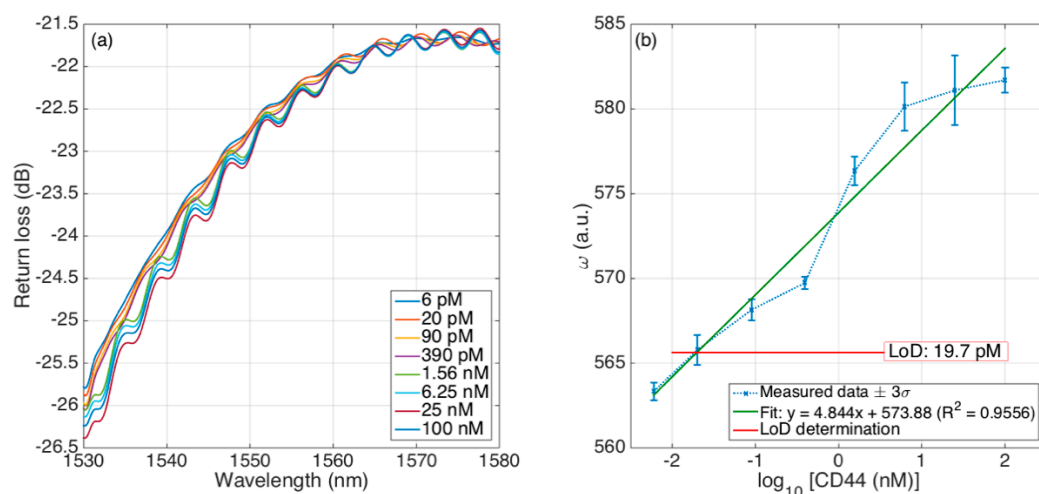 (a)
-21.5
-22
-22.5
-23
-23.5
-24
-24.5
-25
-25.5
-26
-26.5
Return loss (dB)
1530
1540
1550
1560
1570
1580
Wavelength (nm)
6 pM
20 pM
90 pM
390 pM
1.56 nM
6.25 nM
25 nM
100 nM
(b)
585
580
575
570
565
560
ω (a.u.)
-2
-1
0
1
2
log10 [CD44 (nM)]
LoD: 19.7 pM
Measured data ± 3σ
Fit: y = 4.844x + 573.88 (R² = 0.9556)
LoD determination